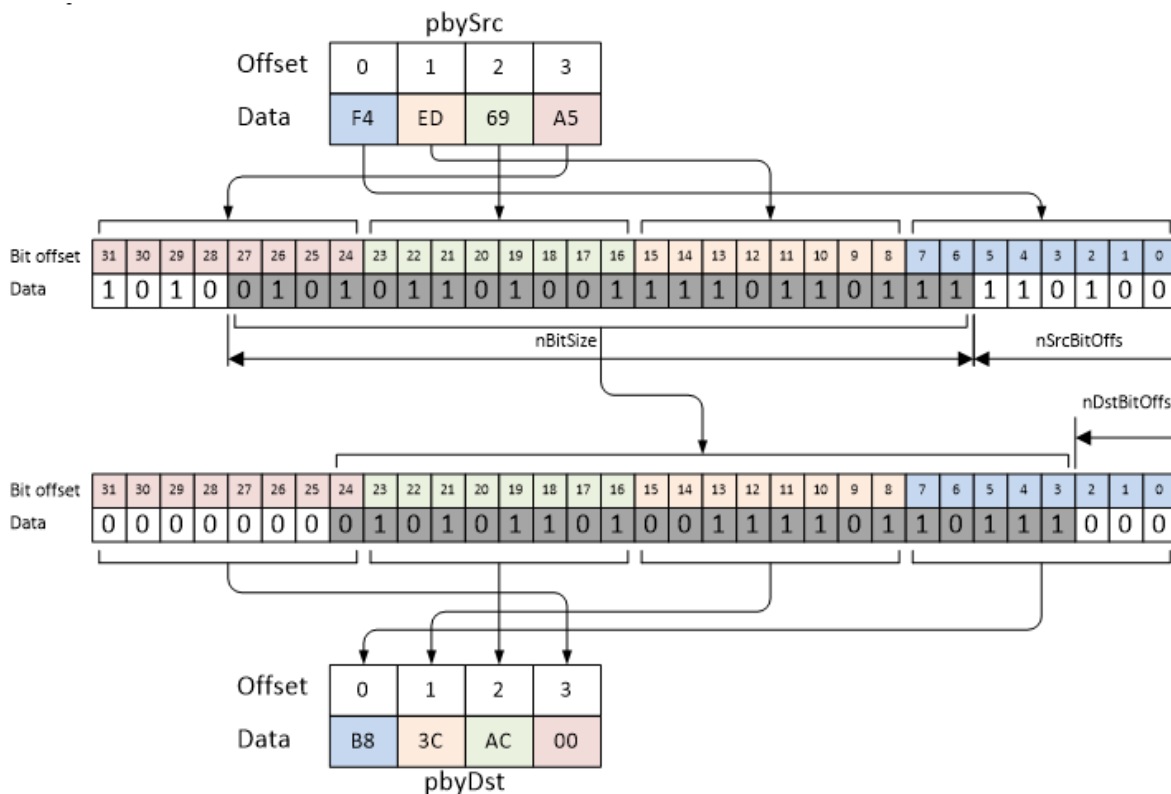 pbySrc
Offset 0 1 2 3
Data F4 ED 69 A5
Bit offset 31 30 29 28 27 26 25 24 23 22 21 20 19 18 17 16 15 14 13 12 11 10 9 8 7 6 5 4 3 2 1 0
Data 1 0 1 0 0 1 0 1 0 1 1 0 1 0 0 1 1 1 1 0 1 1 0 1 1 1 1 1 0 1 0 0
nBitSize nSrcBitOffs
nDstBitOffs
Bit offset 31 30 29 28 27 26 25 24 23 22 21 20 19 18 17 16 15 14 13 12 11 10 9 8 7 6 5 4 3 2 1 0
Data 0 0 0 0 0 0 0 0 1 0 1 0 1 1 0 1 0 0 1 1 1 1 0 1 1 0 1 1 1 0 0 0
Offset 0 1 2 3
Data B8 3C AC 00
pbyDst